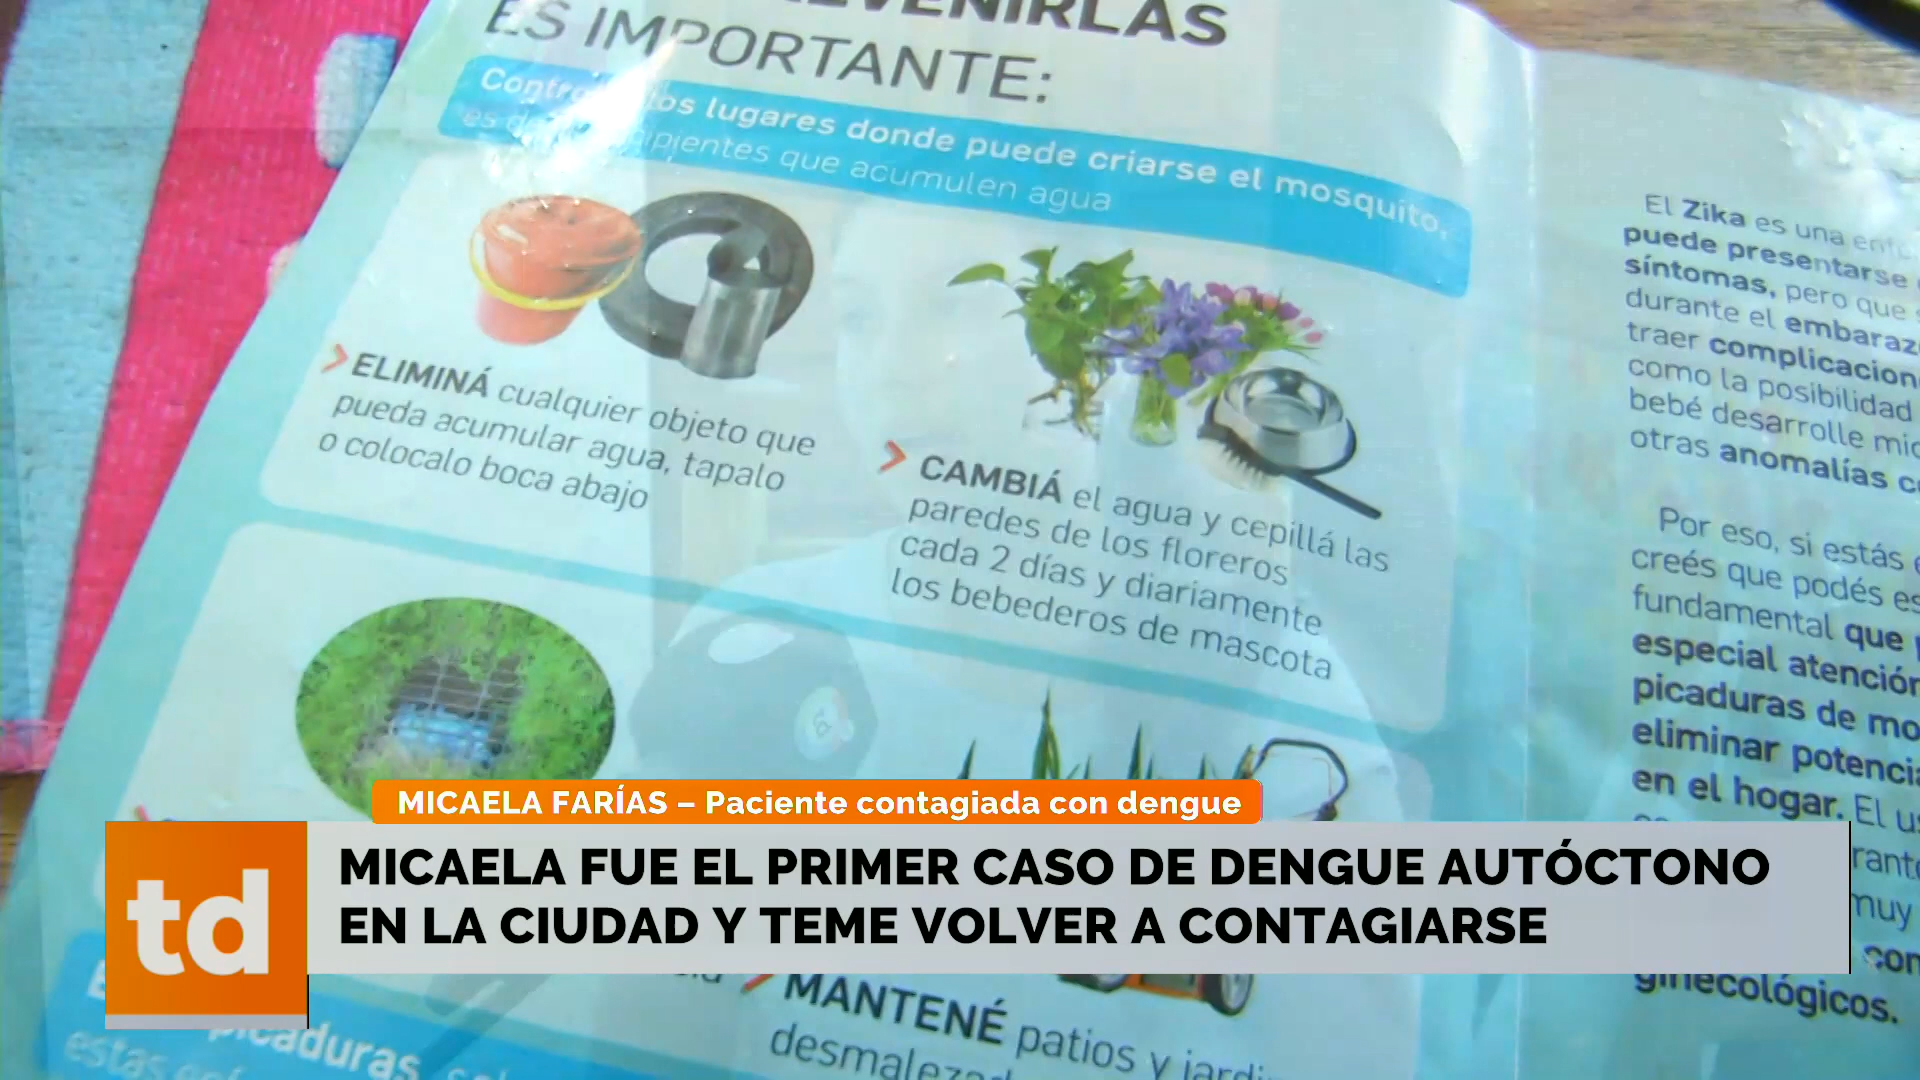 ES IMPORTANTE:
lugares donde puede criarse el mosquito,
que acumulen agua
ELIMINÁ cualquier objeto que
pueda acumular agua, tapalo
o colocalo boca abajo
CAMBIÁ el agua y cepillá las
paredes de los floreros
cada 2 días y diariamente
los bebederos de mascota
MANTENÉ patios y
picaduras,
El Zika es una
puede presentarse
síntomas, pero que
durante el
traer
como la posibilidad
bebé desarrolle
otras anomalías
Por eso, si estás
creés que podés
fundamental que
especial atención
picaduras de
eliminar
en el hogar. El
muy
ginecológicos.
MICAELA FARÍAS – Paciente contagiada con dengue
td
MICAELA FUE EL PRIMER CASO DE DENGUE AUTÓCTONO
EN LA CIUDAD Y TEME VOLVER A CONTAGIARSE